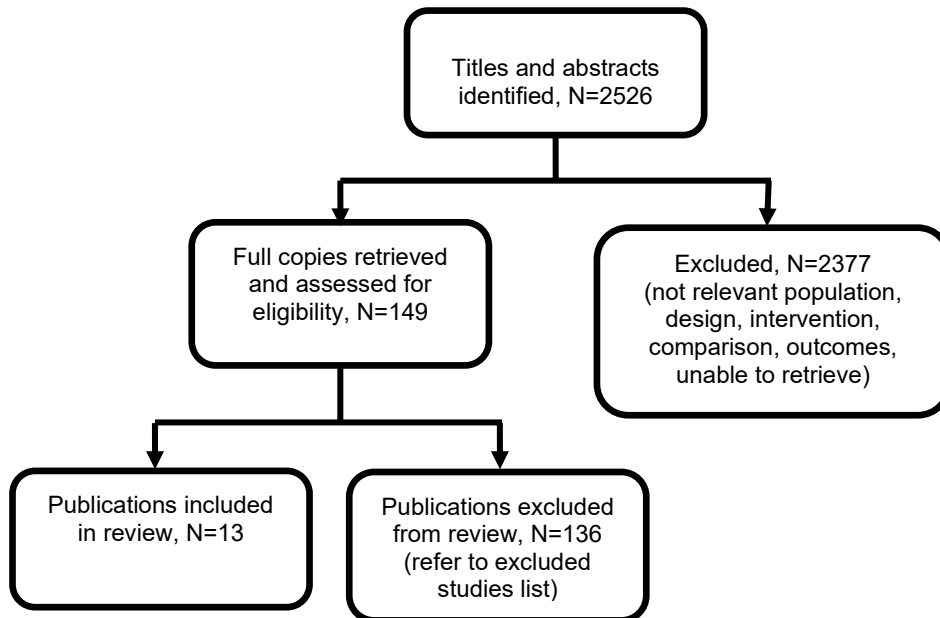 Titles and abstracts
identified, N=2526
Full copies retrieved
and assessed for
eligibility, N=149
Excluded, N=2377
(not relevant population,
design, intervention,
comparison, outcomes,
unable to retrieve)
Publications included
in review, N=13
Publications excluded
from review, N=136
(refer to excluded
studies list)